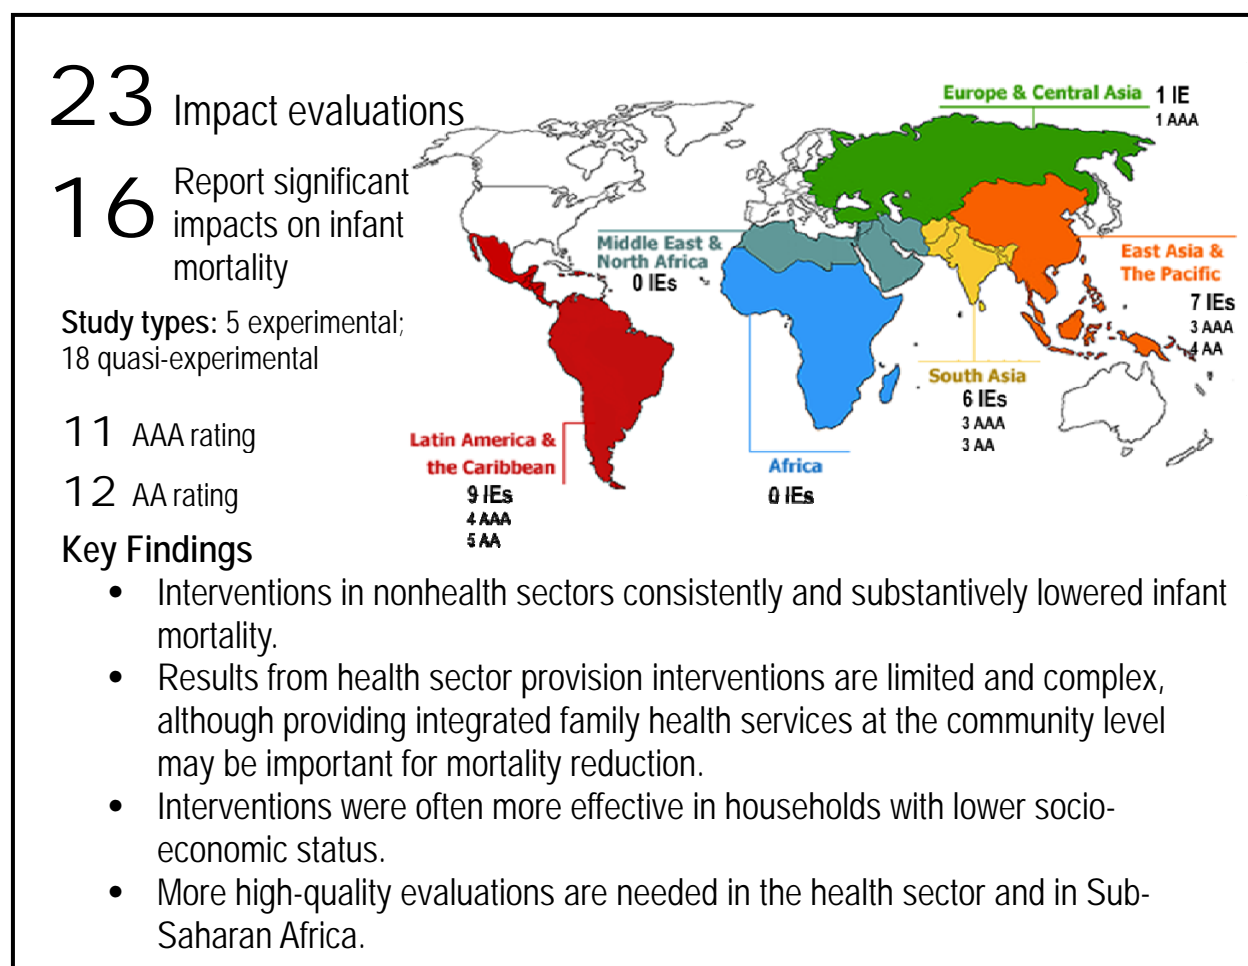 23 Impact evaluations
16 Report significant
impacts on infant
mortality
Study types: 5 experimental;
18 quasi-experimental
11 AAA rating
12 AA rating
Europe & Central Asia 1 IE
1 AAA
Middle East &
North Africa
0 IEs
East Asia &
The Pacific
7 IEs
3 AAA
4 AA
South Asia
6 IEs
3 AAA
3 AA
Latin America &
the Caribbean
9 IEs
4 AAA
5 AA
Africa
0 IEs
Key Findings
• Interventions in nonhealth sectors consistently and substantively lowered infant
mortality.
• Results from health sector provision interventions are limited and complex,
although providing integrated family health services at the community level
may be important for mortality reduction.
• Interventions were often more effective in households with lower socio-
economic status.
• More high-quality evaluations are needed in the health sector and in Sub-
Saharan Africa.